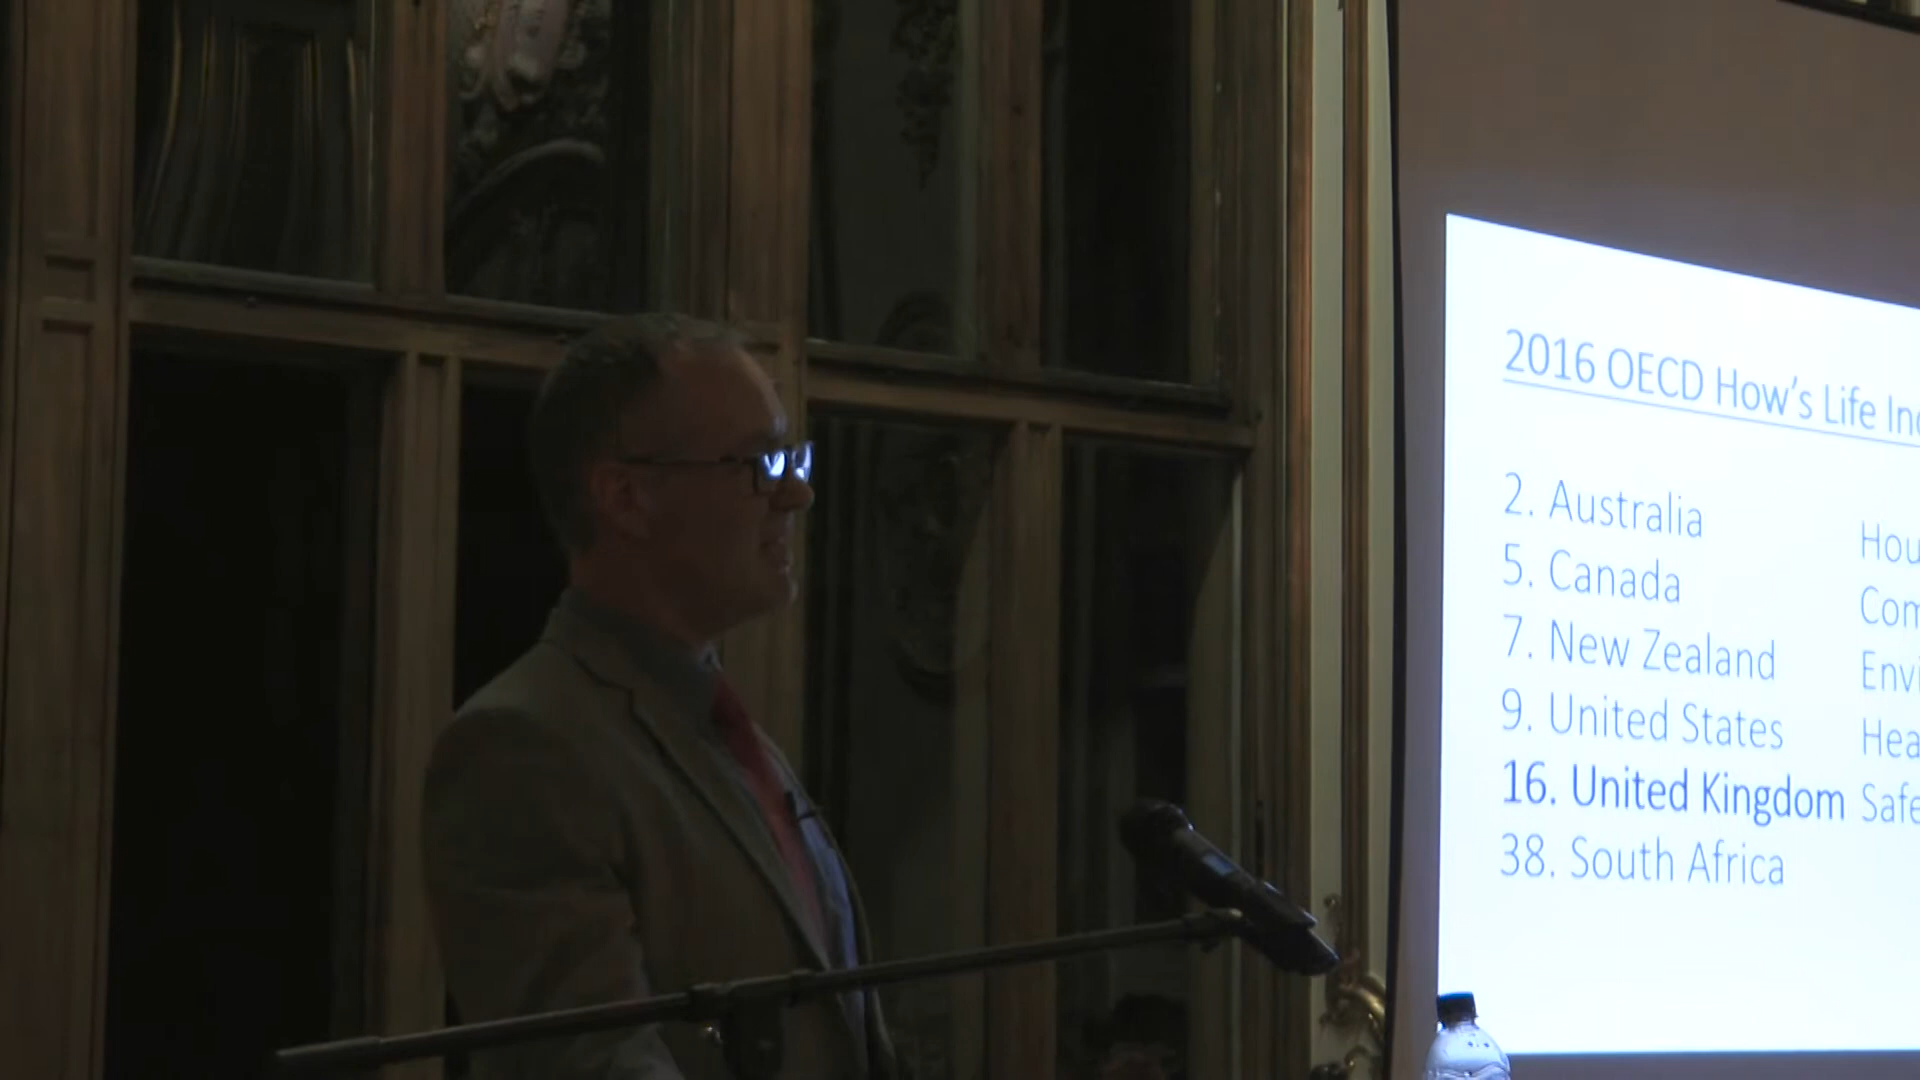 2016 OECD How's Life
2. Australia
5. Canada
7. New Zealand
9. United States
16. United Kingdom
38. South Africa